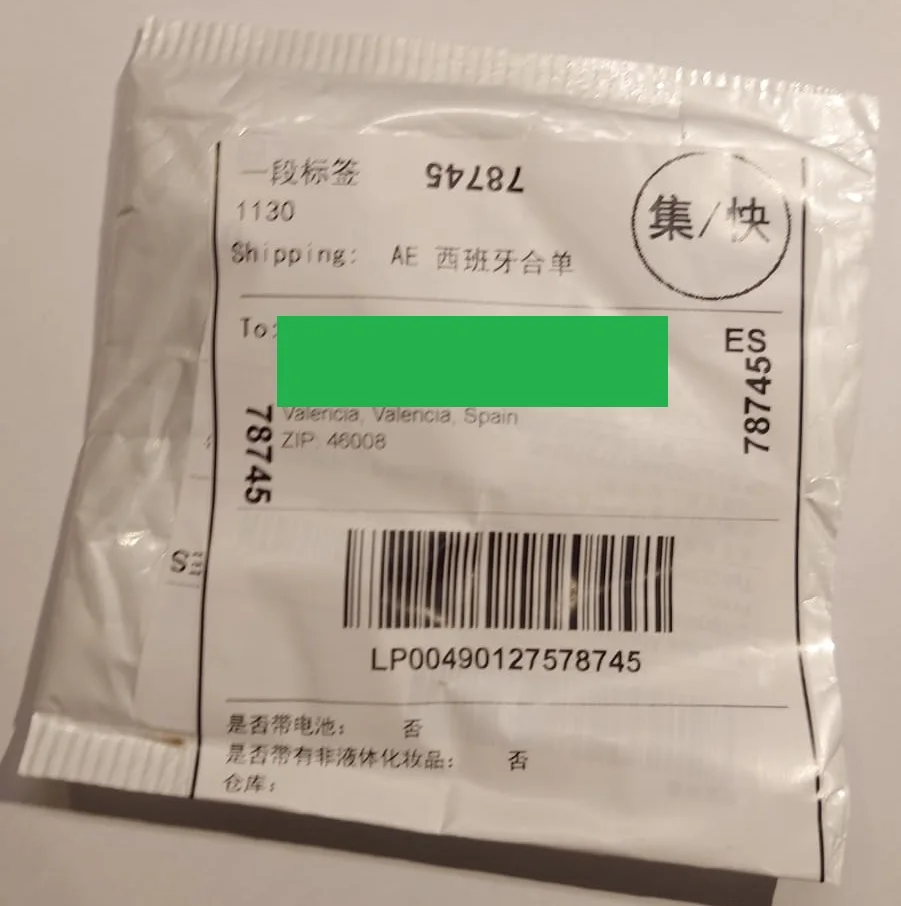 一段标签
78745
1130
Shipping: AE 西班牙合单
集/快
To:
ES
78745
Valencia, Valencia, Spain
ZIP: 46008
78745
LP00490127578745
是否带电池: 否
是否带有非液体化妆品: 否
仓库: